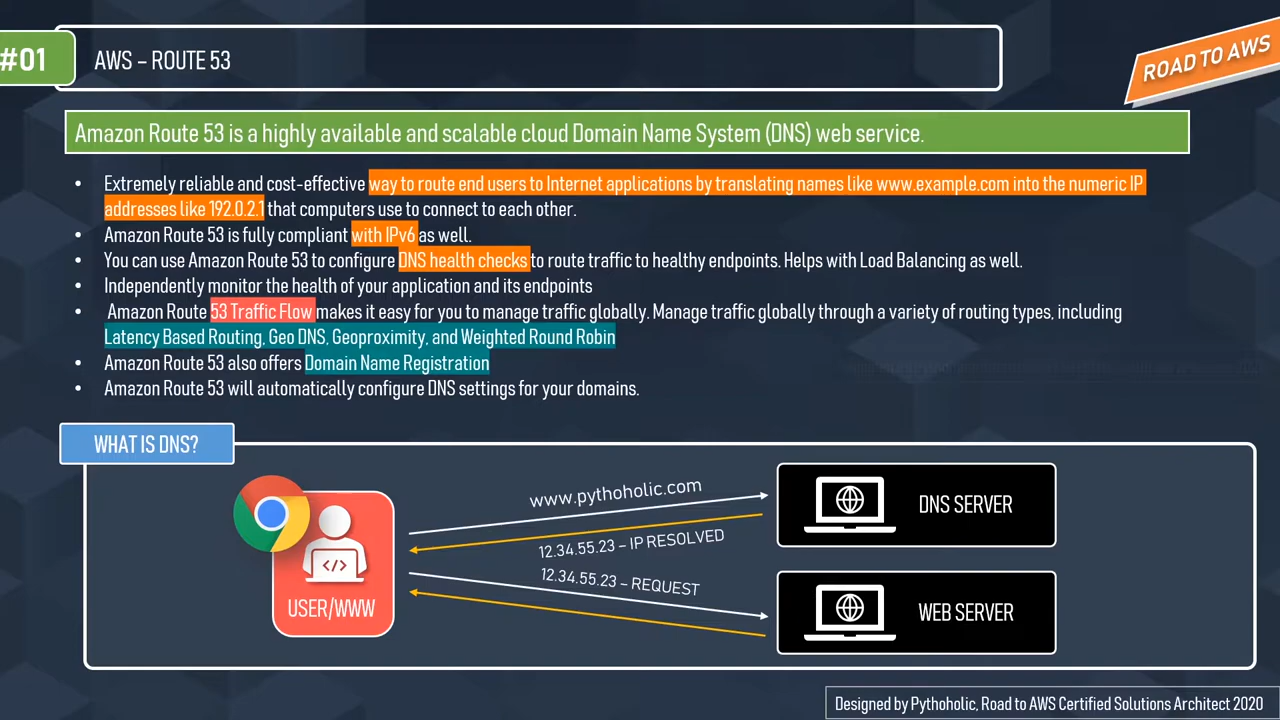 #01
AWS – ROUTE 53
ROAD TO AWS
Amazon Route 53 is a highly available and scalable cloud Domain Name System (DNS) web service.
• Extremely reliable and cost-effective way to route end users to Internet applications by translating names like www.example.com into the numeric IP
addresses like 192.0.2.1 that computers use to connect to each other.
• Amazon Route 53 is fully compliant with IPv6 as well.
• You can use Amazon Route 53 to configure DNS health checks to route traffic to healthy endpoints. Helps with Load Balancing as well.
• Independently monitor the health of your application and its endpoints
• Amazon Route 53 Traffic Flow makes it easy for you to manage traffic globally. Manage traffic globally through a variety of routing types, including
Latency Based Routing, Geo DNS, Geoproximity, and Weighted Round Robin
• Amazon Route 53 also offers Domain Name Registration
• Amazon Route 53 will automatically configure DNS settings for your domains.
WHAT IS DNS?
www.pythoholic.com
DNS SERVER
12.34.55.23 – IP RESOLVED
12.34.55.23 – REQUEST
USER/WWW
WEB SERVER
Designed by Pythoholic, Road to AWS Certified Solutions Architect 2020